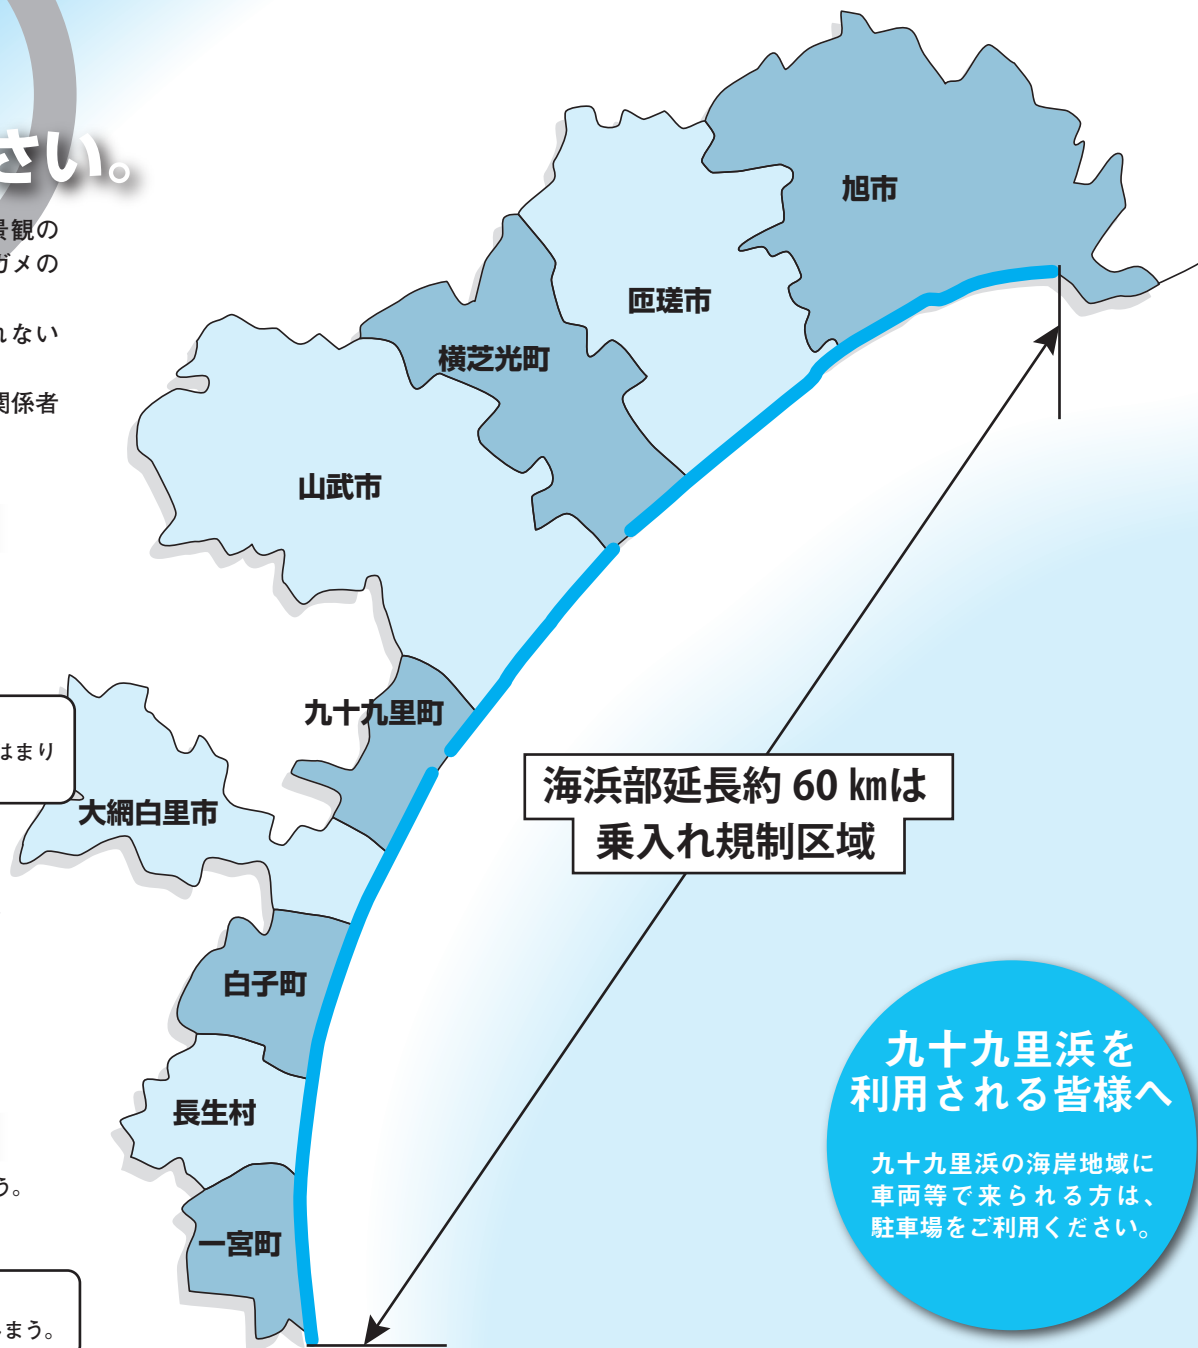 さい。
景観の
ガメの
れない
関係者
旭市
匝瑳市
横芝光町
山武市
九十九里町
はまり
大網白里市
海浜部延長約 60 ㎞は
乗入れ規制区域
白子町
長生村
う。
一宮町
まう。
九十九里浜を
利用される皆様へ
九十九里浜の海岸地域に
車両等で来られる方は、
駐車場をご利用ください。